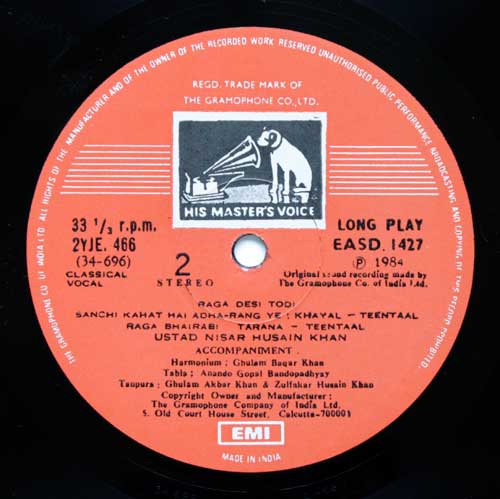 ALL RIGHTS OF THE MANUFACTURER AND OF THE OWNER OF THE RECORDED WORK RESERVED UNAUTHORISED PUBLIC PERFORMANCE BROADCASTING AND COPYING OF THIS RECORD PROHIBITED.
THE GRAMOPHONE CO OF INDIA LTD.
REGD. TRADE MARK OF
THE GRAMOPHONE CO., LTD.
HIS MASTER'S VOICE
33 1/3 r.p.m.
2YJE. 466
(34-696)
CLASSICAL
VOCAL
2
STEREO
LONG PLAY
EASD. 1427
Ⓟ 1984
Original sound recording made by
The Gramophone Co. of India Ltd.
RAGA DESI TODI
SANCHI KAHAT HAI ADHA-RANG YE; KHAYAL - TEENTAAL
RAGA BHAIRABI - TARANA - TEENTAAL
USTAD NISAR HUSAIN KHAN
ACCOMPANIMENT
Harmonium ; Ghulam Baqar Khan
Tabla ; Anando Gopal Bandopadhyay
Tanpura ; Ghulam Akbar Khan & Zulfskar Husain Khan
Copyright Owner and Manufacturer ;
The Gramophone Company of India Ltd.
5, Old Court House Street, Calcutta-700001
EMI
MADE IN INDIA